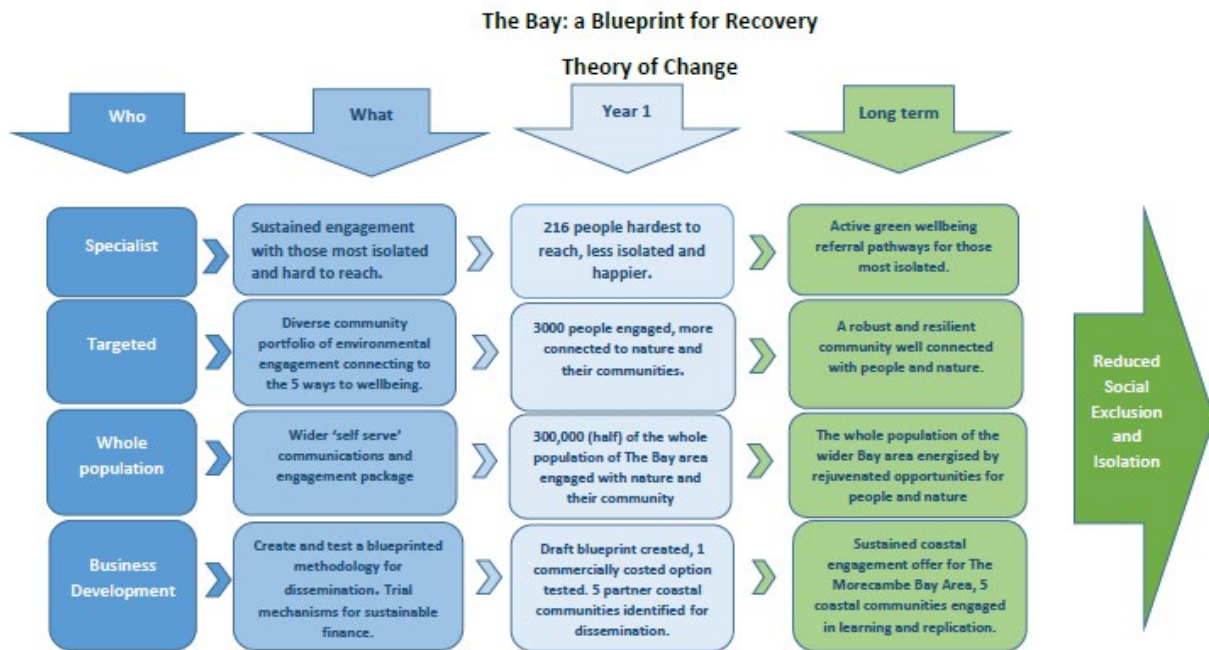 The Bay: a Blueprint for Recovery
Theory of Change
Who
What
Year 1
Long term
Specialist
Sustained engagement
with those most isolated
and hard to reach.
216 people hardest to
reach, less isolated and
happier.
Active green wellbeing
referral pathways for those
most isolated.
Targeted
Diverse community
portfolio of environmental
engagement connecting to
the 5 ways to wellbeing.
3000 people engaged, more
connected to nature and
their communities.
A robust and resilient
community well connected
with people and nature.
Whole
population
Wider ‘self serve’
communications and
engagement package
300,000 (half) of the whole
population of The Bay area
engaged with nature and
their community
The whole population of the
wider Bay area energised by
rejuvenated opportunities for
people and nature
Business
Development
Create and test a blueprinted
methodology for
dissemination. Trial
mechanisms for sustainable
finance.
Draft blueprint created, 1
commercially costed option
tested. 5 partner coastal
communities identified for
dissemination.
Sustained coastal
engagement offer for The
Morecambe Bay Area, 5
coastal communities engaged
in learning and replication.
Reduced
Social
Exclusion
and
Isolation